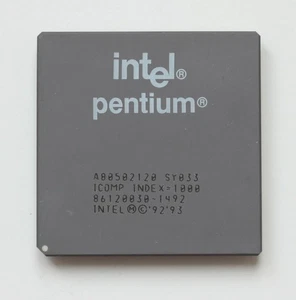 intel®
pentium®
A80502120 SY033
ICOMP INDEX=1000
86120030-1492
INTEL Ⓜ©'92'93